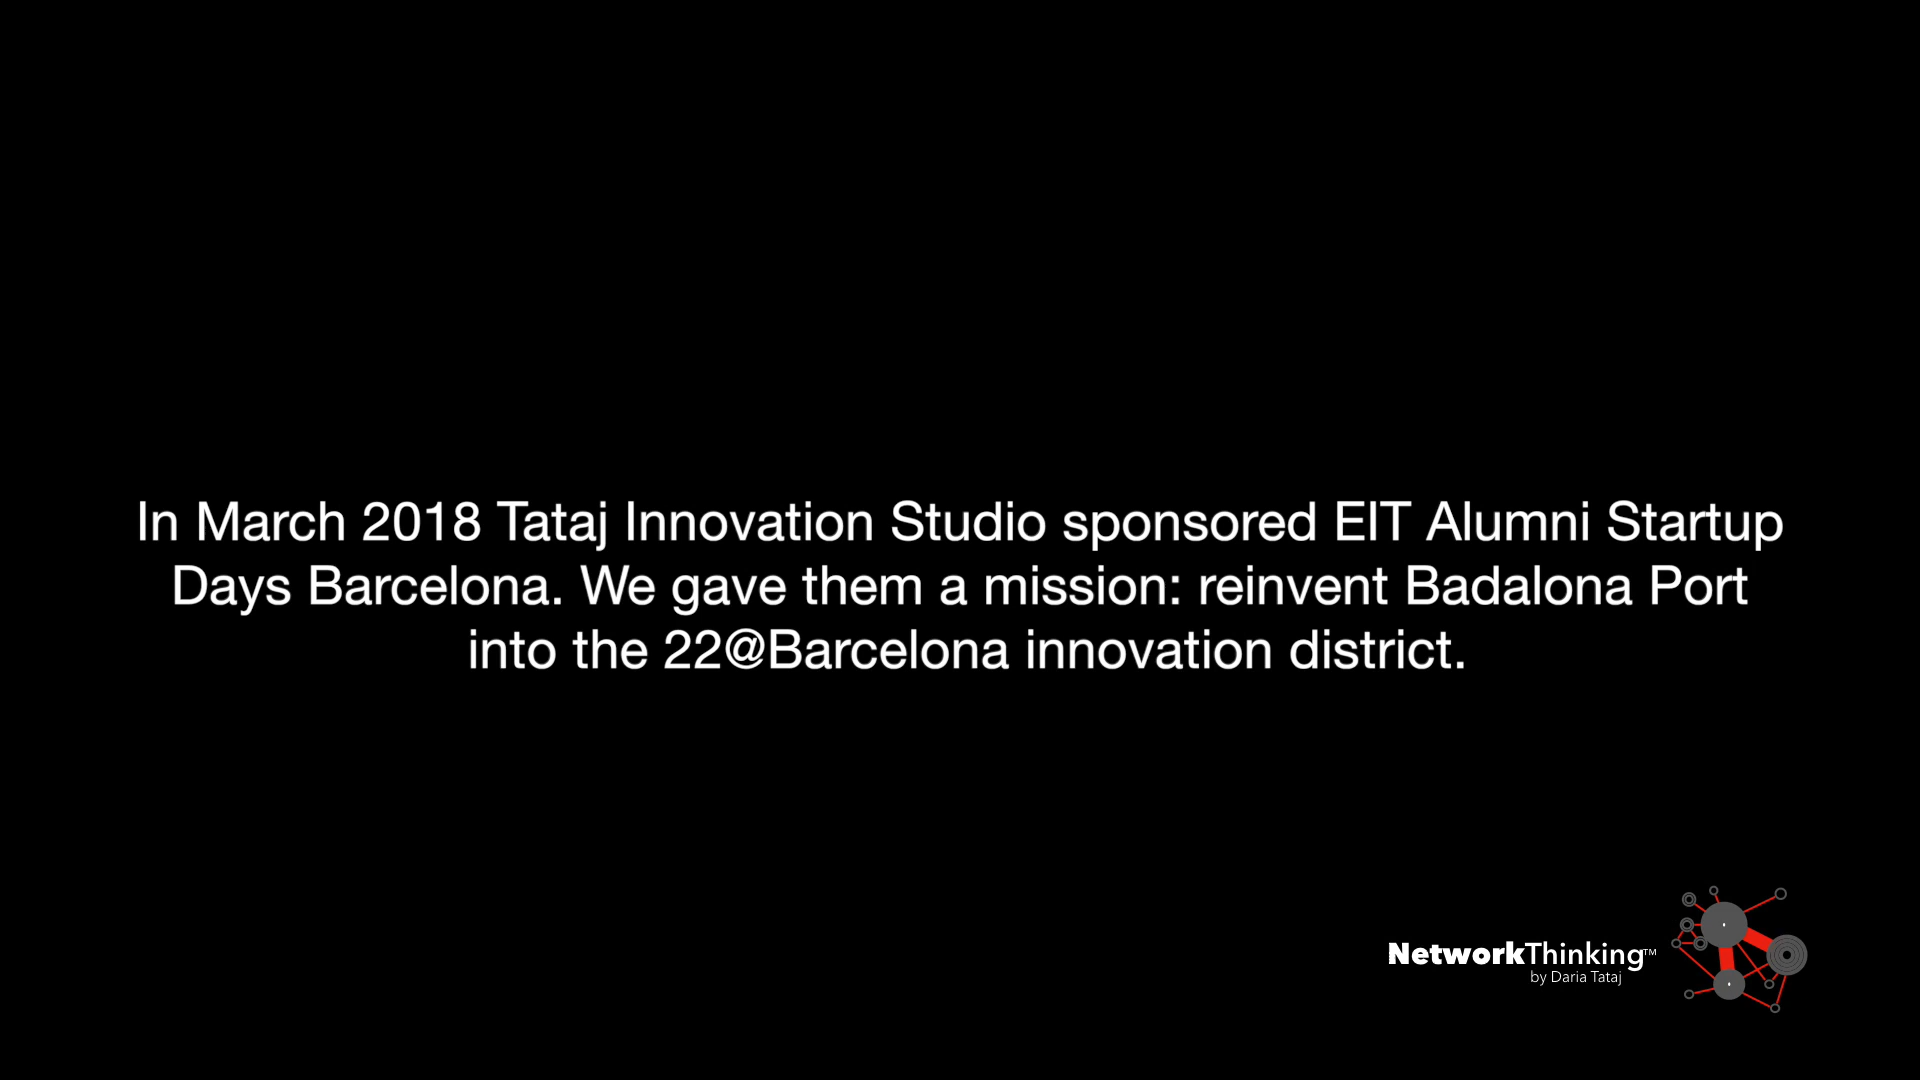 In March 2018 Tataj Innovation Studio sponsored EIT Alumni Startup
Days Barcelona. We gave them a mission: reinvent Badalona Port
into the 22@Barcelona innovation district.
NetworkThinking™
by Daria Tataj